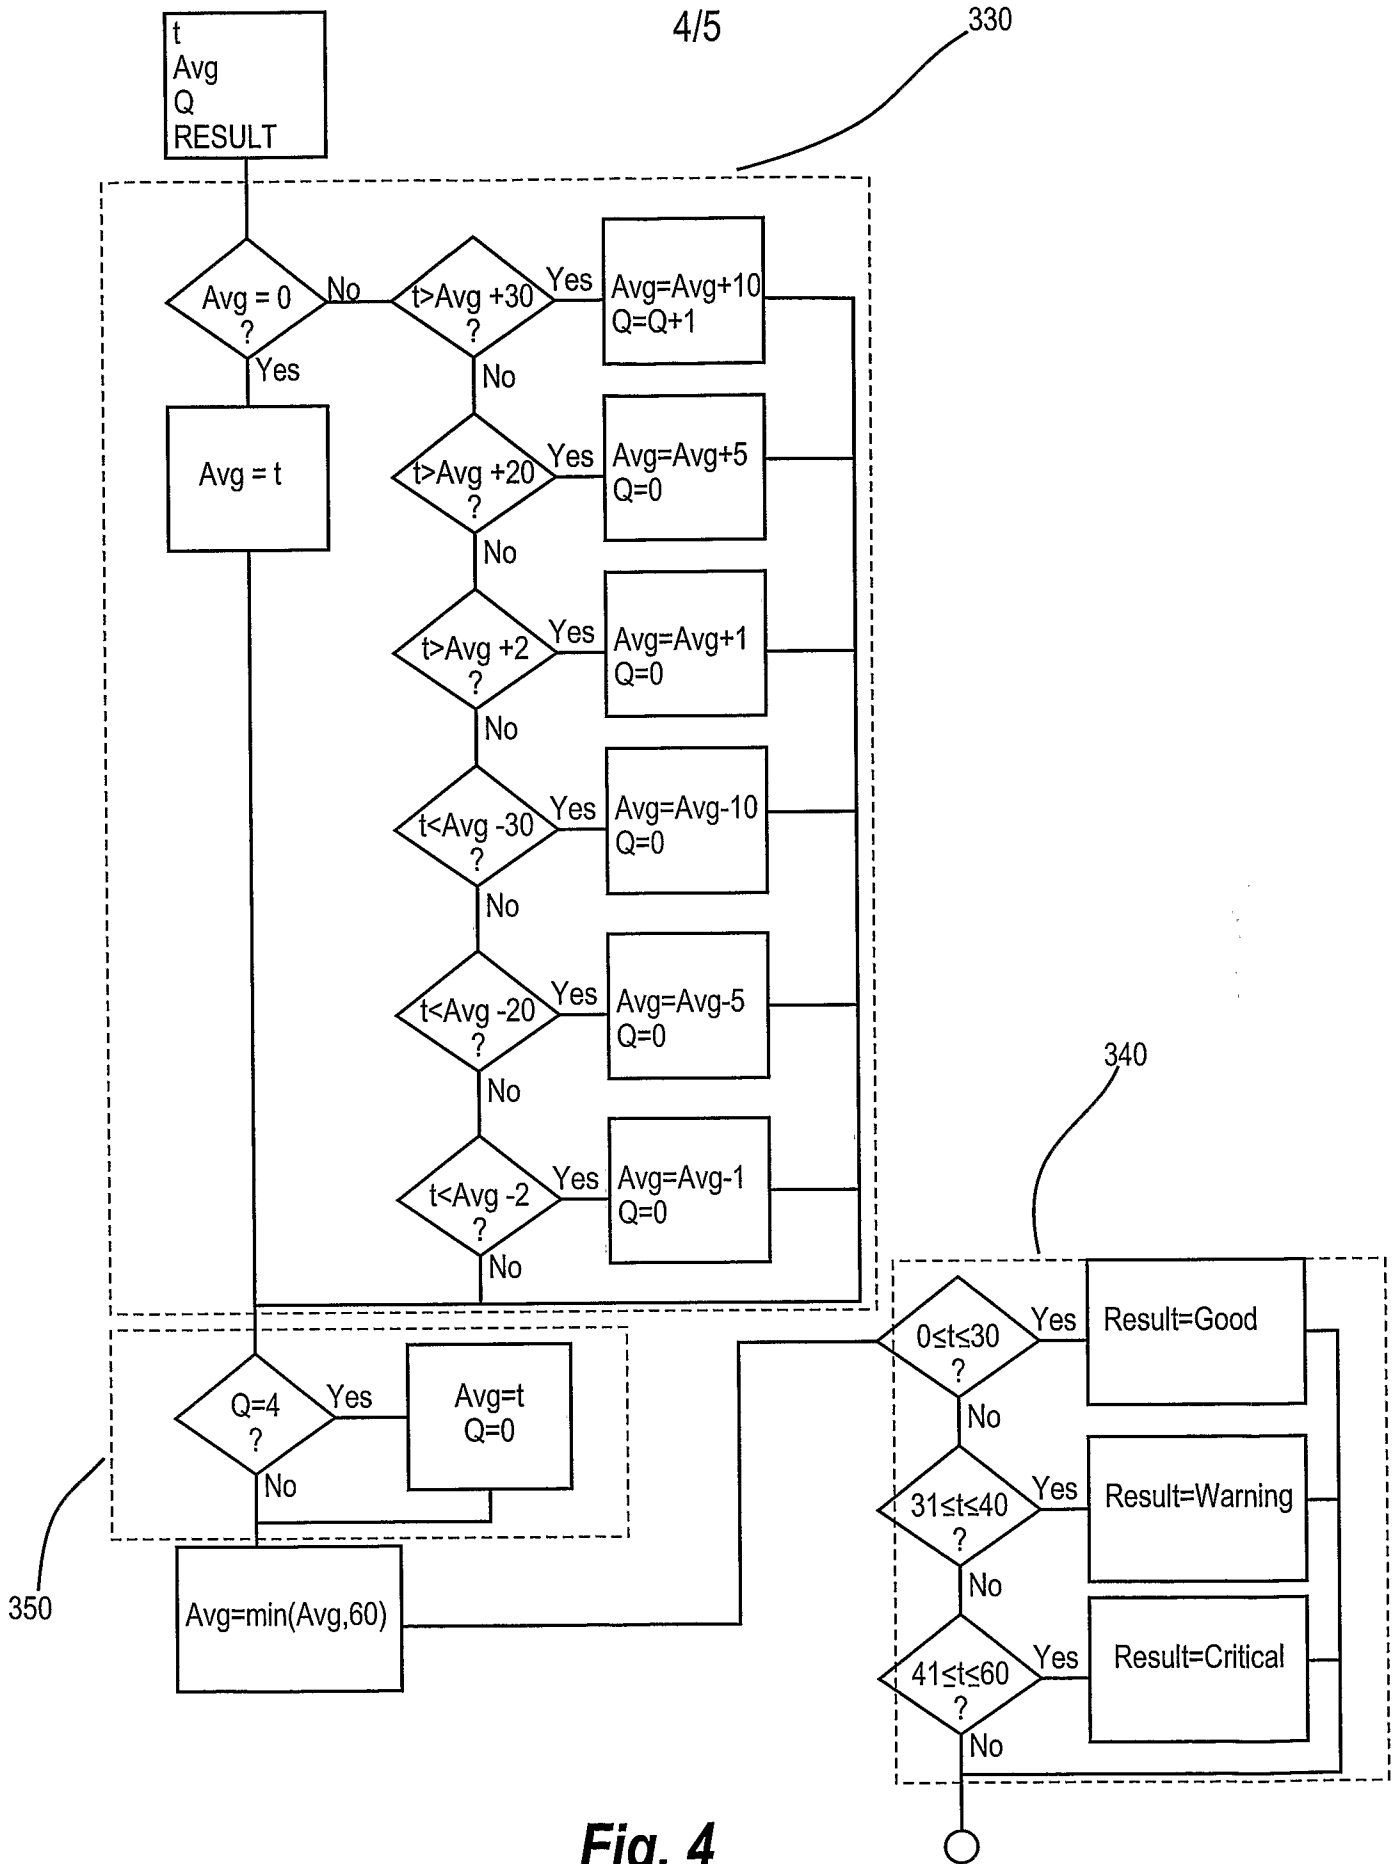 4/5
330
t
Avg
Q
RESULT
Avg = 0
?
No
Yes
Avg = t
t>Avg +30
?
Yes
No
Avg=Avg+10
Q=Q+1
t>Avg +20
?
Yes
No
Avg=Avg+5
Q=0
t>Avg +2
?
Yes
No
Avg=Avg+1
Q=0
t<Avg -30
?
Yes
No
Avg=Avg-10
Q=0
t<Avg -20
?
Yes
No
Avg=Avg-5
Q=0
t<Avg -2
?
Yes
No
Avg=Avg-1
Q=0
Q=4
?
Yes
No
Avg=t
Q=0
350
Avg=min(Avg,60)
340
0≤t≤30
?
Yes
No
Result=Good
31≤t≤40
?
Yes
No
Result=Warning
41≤t≤60
?
Yes
No
Result=Critical
Fig. 4